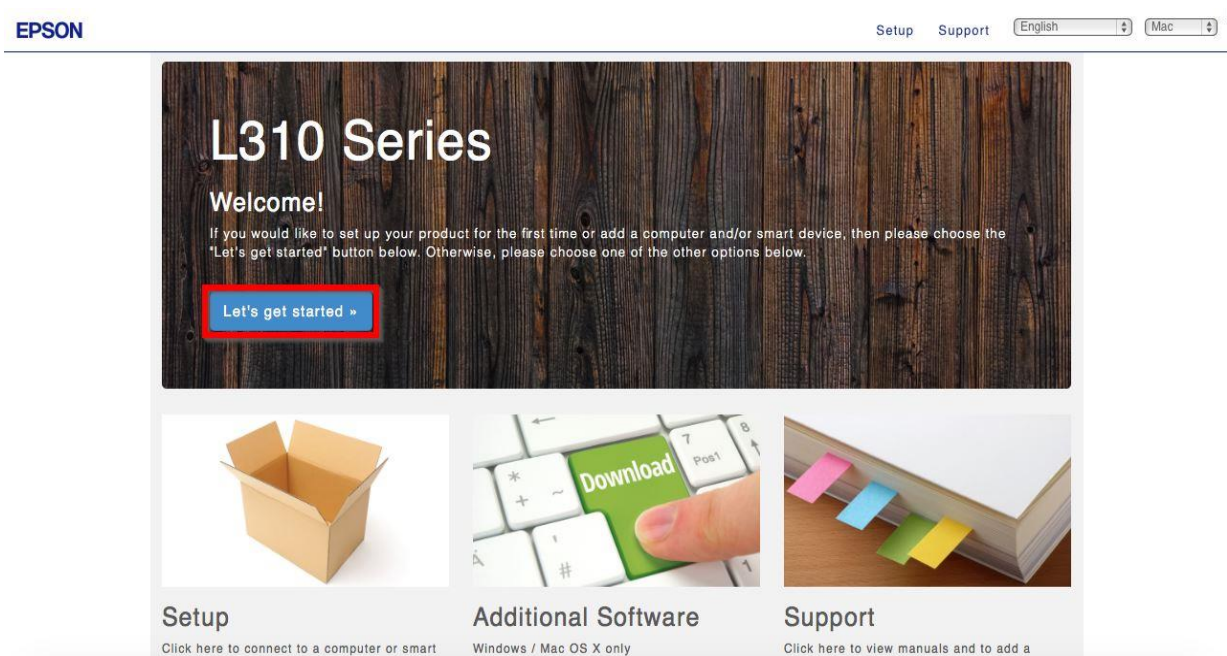 EPSON
Setup Support English Mac
L310 Series
Welcome!
If you would like to set up your product for the first time or add a computer and/or smart device, then please choose the
"Let's get started" button below. Otherwise, please choose one of the other options below.
Let's get started »
Download
7
Pos1
8
*
+
~
'
#
Ä
1
Setup
Click here to connect to a computer or smart
Additional Software
Windows / Mac OS X only
Support
Click here to view manuals and to add a